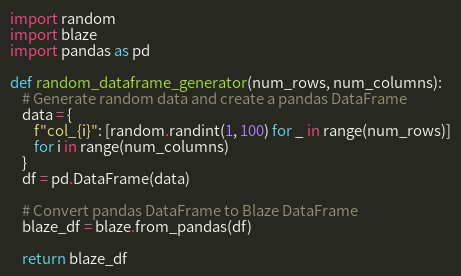 import random
import blaze
import pandas as pd

def random_dataframe_generator(num_rows, num_columns):
    # Generate random data and create a pandas DataFrame
    data = {
        f"col_{i}": [random.randint(1, 100) for _ in range(num_rows)]
        for i in range(num_columns)
    }
    df = pd.DataFrame(data)

    # Convert pandas DataFrame to Blaze DataFrame
    blaze_df = blaze.from_pandas(df)

    return blaze_df